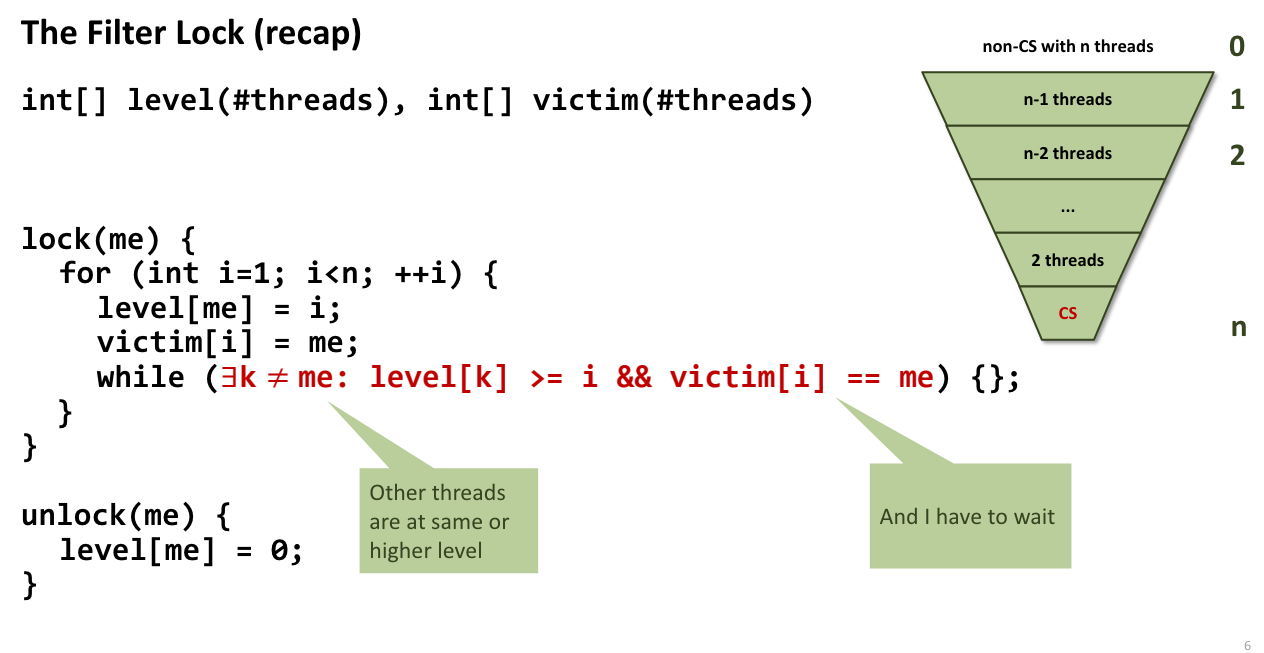 The Filter Lock (recap)
int[] level(#threads), int[] victim(#threads)
non-CS with n threads
0
n-1 threads
1
n-2 threads
2
...
2 threads
CS
n
lock(me) {
for (int i=1; i<n; ++i) {
level[me] = i;
victim[i] = me;
while (∃k ≠ me: level[k] >= i && victim[i] == me) {};
}
}
Other threads
are at same or
higher level
And I have to wait
unlock(me) {
level[me] = 0;
}
6